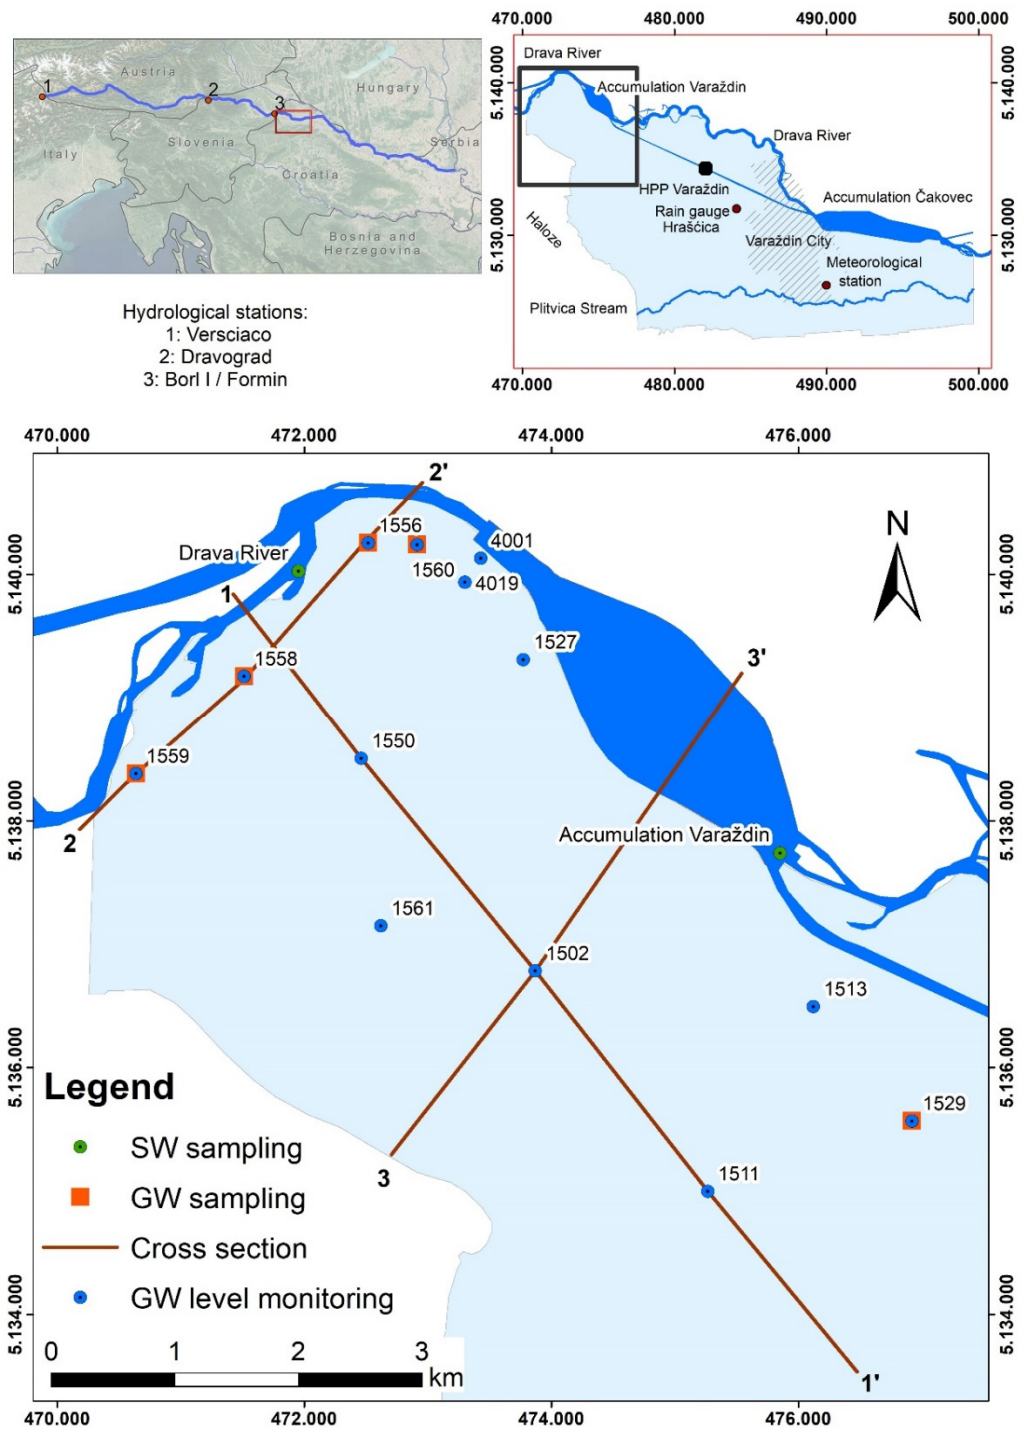 Austria
Hungary
Slovenia
Italy
Croatia
Serbia
Bosnia and
Herzegovina
1
2
3
Hydrological stations:
1: Versciaco
2: Dravograd
3: Borl I / Formin
470.000
480.000
490.000
500.000
5.140.000
5.130.000
5.140.000
5.130.000
Drava River
Accumulation Varaždin
Drava River
HPP Varaždin
Rain gauge
Hrašćica
Accumulation Čakovec
Varaždin City
Meteorological
station
Haloze
Plitvica Stream
470.000
480.000
490.000
500.000
470.000
472.000
474.000
476.000
2'
1556
Drava River
4001
1560
4019
1
1527
1558
3'
1550
1559
2
Accumulation Varaždin
1561
1502
1513
1529
1511
3
1'
N
5.140.000
5.138.000
5.136.000
5.134.000
5.140.000
5.138.000
5.136.000
5.134.000
Legend
SW sampling
GW sampling
Cross section
GW level monitoring
0
1
2
3
km
470.000
472.000
474.000
476.000